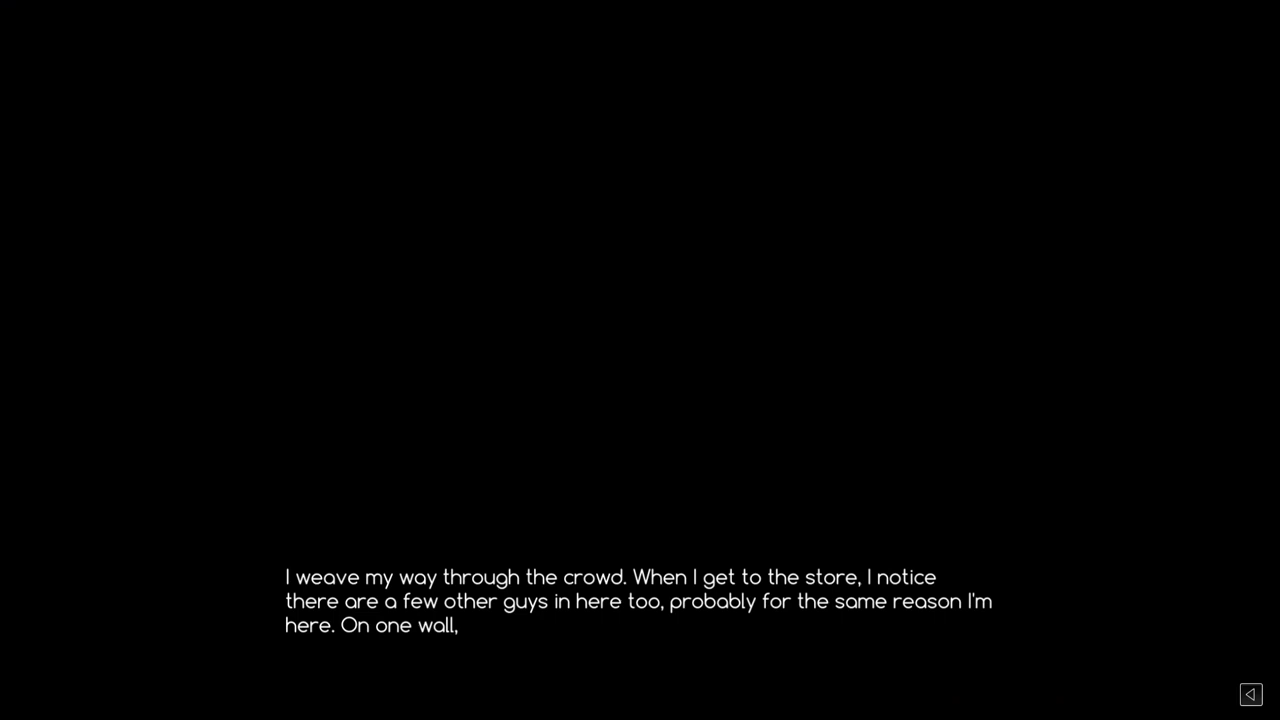 I weave my way through the crowd. When I get to the store, I notice
there are a few other guys in here too, probably for the same reason I'm
here. On one wall,